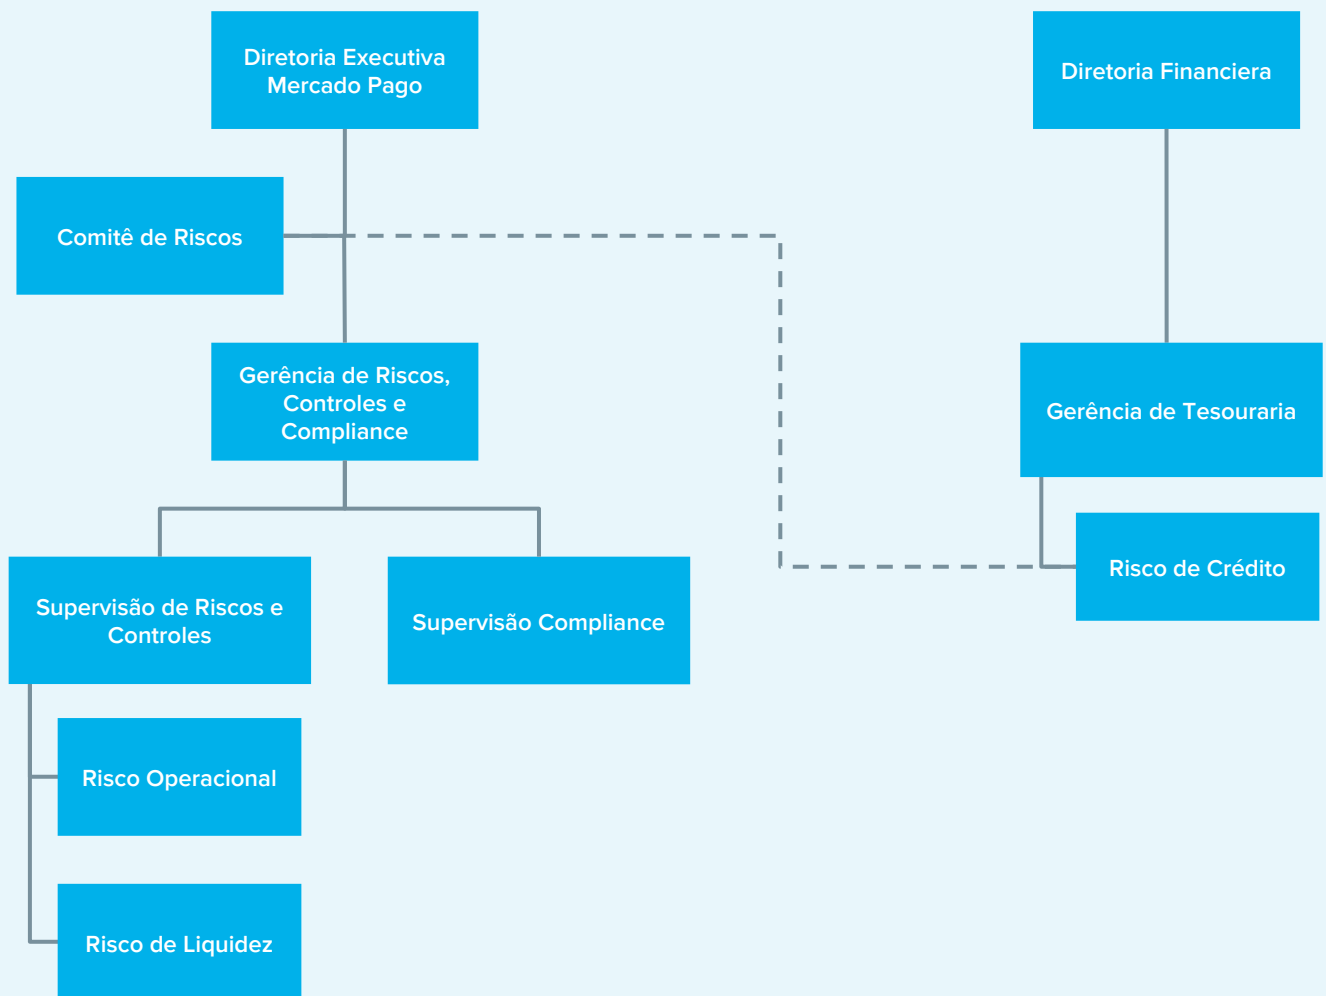 Diretoria Executiva
Mercado Pago
Diretoria Financiera
Comitê de Riscos
Gerência de Riscos,
Controles e
Compliance
Gerência de Tesouraria
Risco de Crédito
Supervisão de Riscos e
Controles
Supervisão Compliance
Risco Operacional
Risco de Liquidez